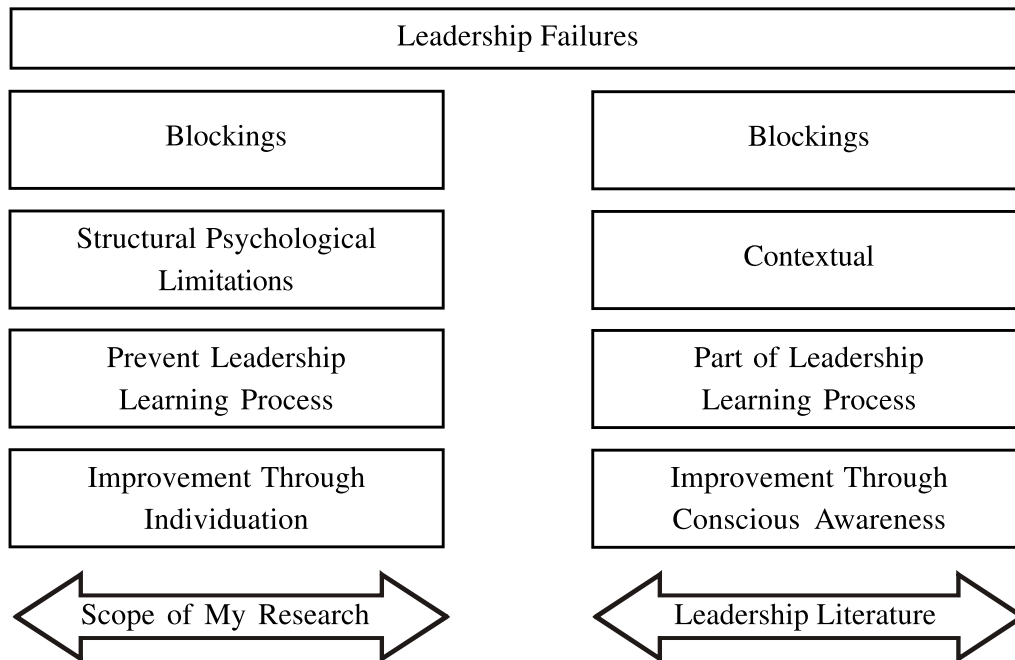 Leadership Failures
Blockings
Structural Psychological
Limitations
Prevent Leadership
Learning Process
Improvement Through
Individuation
Scope of My Research
Blockings
Contextual
Part of Leadership
Learning Process
Improvement Through
Conscious Awareness
Leadership Literature